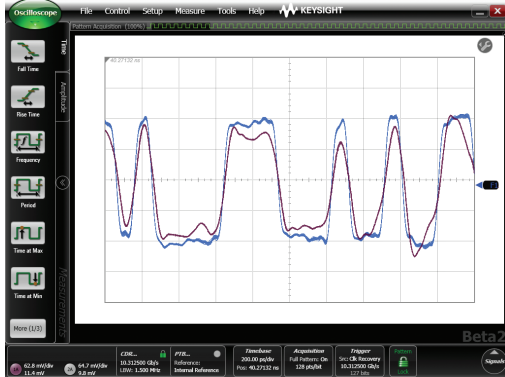 Oscilloscope File Control Setup Measure Tools Help KEYSIGHT
Pattern Acquisition (100%)
40.27132 ns
Time
Amplitude
Fall Time
Rise Time
Frequency
Period
Time at Max
Time at Min
Measurements
More (1/3)
Beta2
62.8 mV/div
11.4 mV
64.7 mV/div
9.8 mV
CDR...
10.312500 Gb/s
LBW: 1.500 MHz
PTB...
Reference:
Internal Reference
Timebase
200.00 ps/div
Pos: 40.27132 ns
Acquisition
Full Pattern: On
128 pts/bit
Trigger
Src: Clk Recovery
10.312500 Gb/s
127 bits
Pattern
Lock
Signals